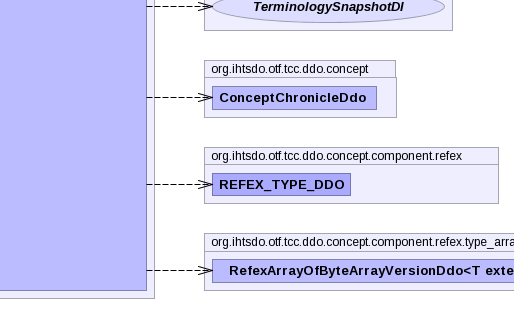 TerminologySnapshotDI
org.ihtsdo.otf.tcc.ddo.concept
ConceptChronicleDdo
org.ihtsdo.otf.tcc.ddo.concept.component.refex
REFEX_TYPE_DDO
org.ihtsdo.otf.tcc.ddo.concept.component.refex.type_arra
RefexArrayOfByteArrayVersionDdo<T exte